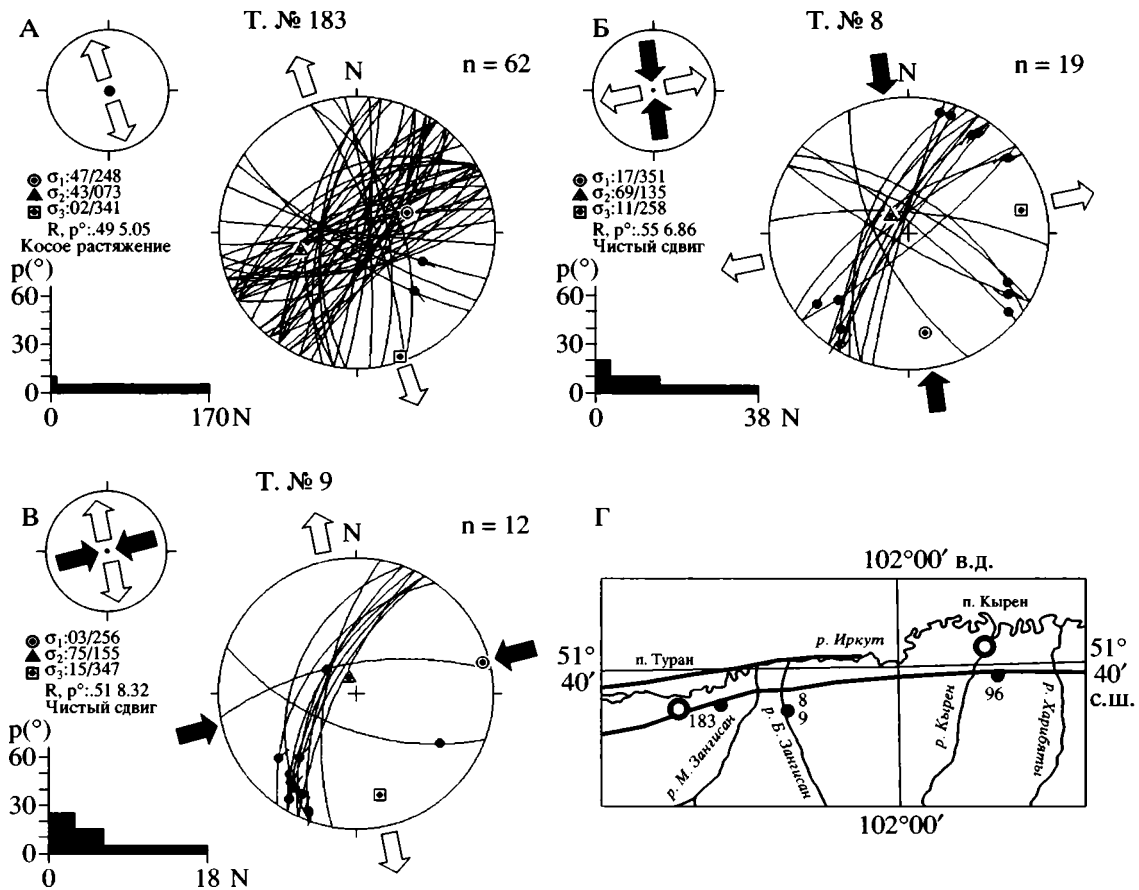 А
Т. № 183
n = 62
N
σ₁:47/248
σ₂:43/073
σ₃:02/341
R, p°:.49 5.05
Косое растяжение
p(°)
60
30
0
0
170 N
Б
Т. № 8
n = 19
N
σ₁:17/351
σ₂:69/135
σ₃:11/258
R, p°:.55 6.86
Чистый сдвиг
p(°)
60
30
0
0
38 N
В
Т. № 9
n = 12
N
σ₁:03/256
σ₂:75/155
σ₃:15/347
R, p°:.51 8.32
Чистый сдвиг
p(°)
60
30
0
0
18 N
Г
102°00′ в.д.
п. Кырен
р. Иркут
п. Туран
51°
40′
51°
40′
с.ш.
183
8
9
96
р. М. Зангисан
р. Б. Зангисан
р. Кырен
р. Харибяты
102°00′